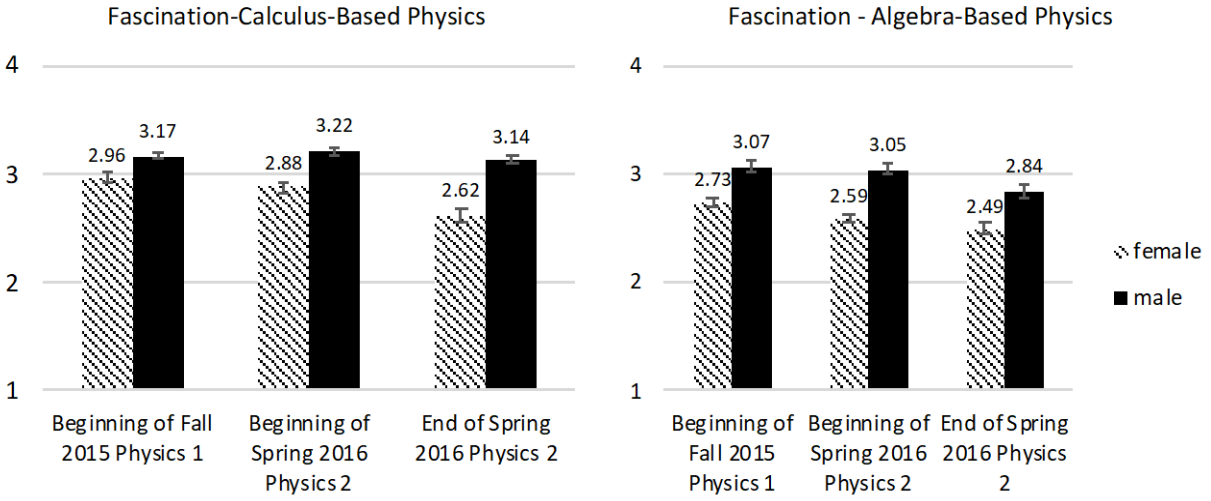 Fascination-Calculus-Based Physics
4
3
2
1
2.96
3.17
2.88
3.22
2.62
3.14
Beginning of Fall
2015 Physics 1
Beginning of
Spring 2016
Physics 2
End of Spring
2016 Physics 2
Fascination - Algebra-Based Physics
4
3
2
1
2.73
3.07
2.59
3.05
2.49
2.84
Beginning of
Fall 2015
Physics 1
Beginning of
Spring 2016
Physics 2
End of Spring
2016 Physics
2
female
male